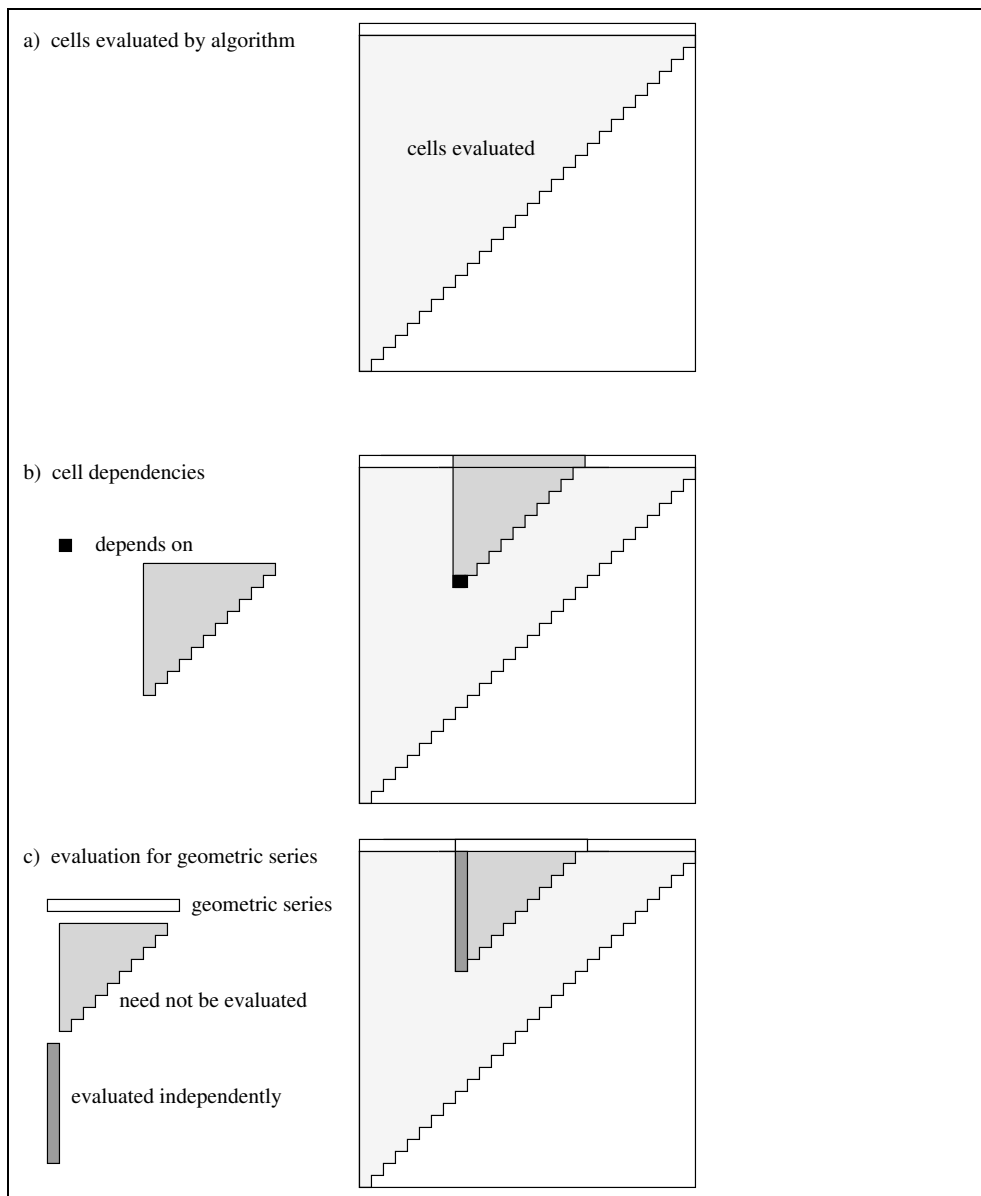 a) cells evaluated by algorithm
cells evaluated
b) cell dependencies
depends on
c) evaluation for geometric series
geometric series
need not be evaluated
evaluated independently